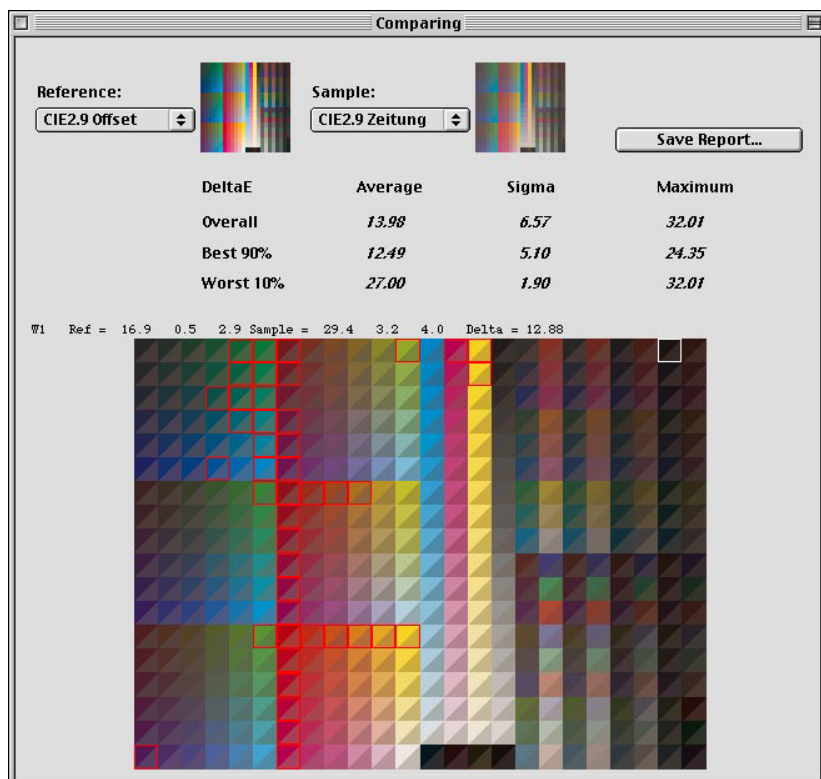 Comparing
Reference:
CIE2.9 Offset
Sample:
CIE2.9 Zeitung
Save Report...
DeltaE Average Sigma Maximum
Overall 13.98 6.57 32.01
Best 90% 12.49 5.10 24.35
Worst 10% 27.00 1.90 32.01
W1 Ref = 16.9 0.5 2.9 Sample = 29.4 3.2 4.0 Delta = 12.88